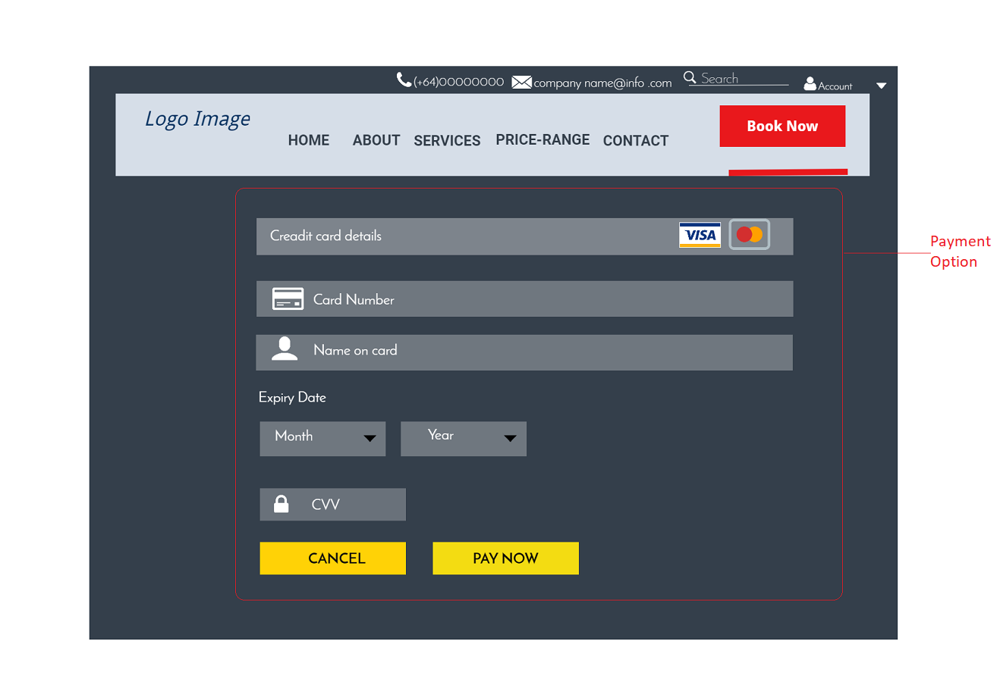 (+64)00000000 company name@info .com Search Account
Logo Image
HOME ABOUT SERVICES PRICE-RANGE CONTACT
Book Now
Creadit card details VISA
Payment
Option
Card Number
Name on card
Expiry Date
Month Year
CVV
CANCEL PAY NOW